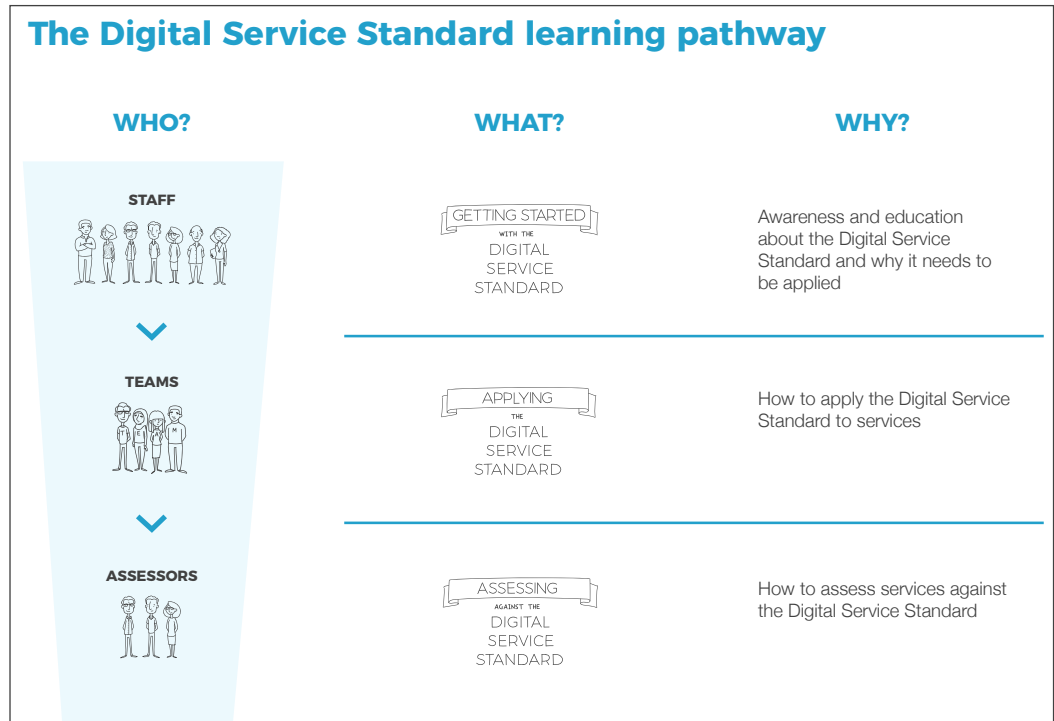 The Digital Service Standard learning pathway
WHO?
WHAT?
WHY?
STAFF
GETTING STARTED
WITH THE
DIGITAL
SERVICE
STANDARD
Awareness and education
about the Digital Service
Standard and why it needs to
be applied
TEAMS
T E A M
APPLYING
THE
DIGITAL
SERVICE
STANDARD
How to apply the Digital Service
Standard to services
ASSESSORS
ASSESSING
AGAINST THE
DIGITAL
SERVICE
STANDARD
How to assess services against
the Digital Service Standard